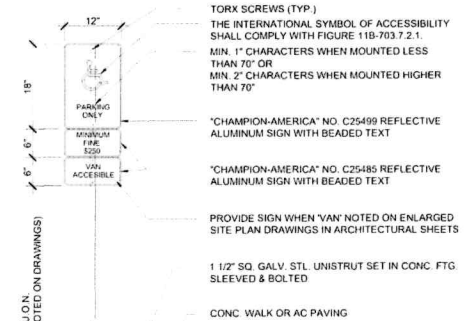 TORX SCREWS (TYP.)
THE INTERNATIONAL SYMBOL OF ACCESSIBILITY
SHALL COMPLY WITH FIGURE 11B-703.7.2.1.
MIN. 1" CHARACTERS WHEN MOUNTED LESS
THAN 70" OR
MIN. 2" CHARACTERS WHEN MOUNTED HIGHER
THAN 70"
"CHAMPION-AMERICA" NO. C25499 REFLECTIVE
ALUMINUM SIGN WITH BEADED TEXT
"CHAMPION-AMERICA" NO. C25485 REFLECTIVE
ALUMINUM SIGN WITH BEADED TEXT
PROVIDE SIGN WHEN 'VAN' NOTED ON ENLARGED
SITE PLAN DRAWINGS IN ARCHITECTURAL SHEETS
1 1/2" SQ. GALV. STL. UNISTRUT SET IN CONC. FTG.
SLEEVED & BOLTED
CONC. WALK OR AC PAVING
12"
18"
6"
6"
PARKING
ONLY
MINIMUM
FINE
$250
VAN
ACCESIBLE
U.O.N.
OTED ON DRAWINGS)